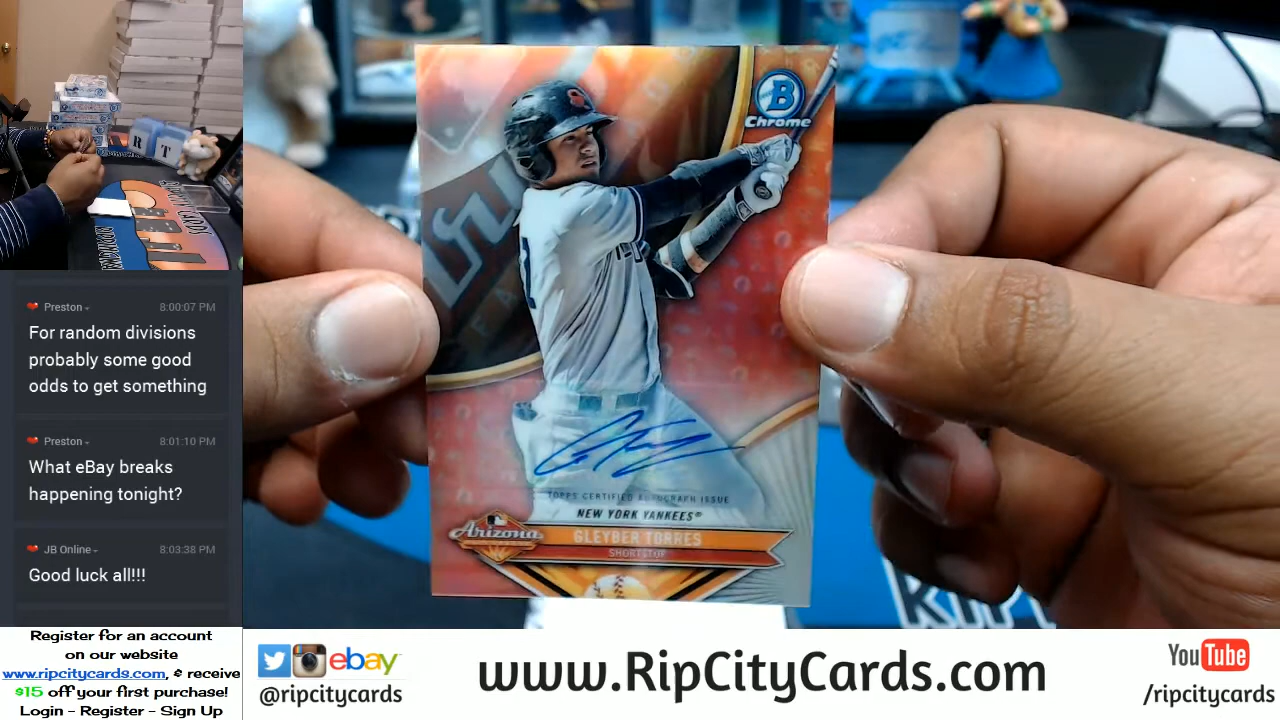 Preston
8:00:07 PM
For random divisions
probably some good
odds to get something
Preston
8:01:10 PM
What eBay breaks
happening tonight?
JB Online
8:03:38 PM
Good luck all!!!
Register for an account
on our website
www.ripcitycards.com, & receive
$15 off your first purchase!
Login - Register - Sign Up
B
Chrome
TOPPS CERTIFIED AUTOGRAPH ISSUE
NEW YORK YANKEES®
Arizona
GLEYBER TORRES
SHORTSTOP
R T
ebay
@ripcitycards
www.RipCityCards.com
YouTube
/ripcitycards